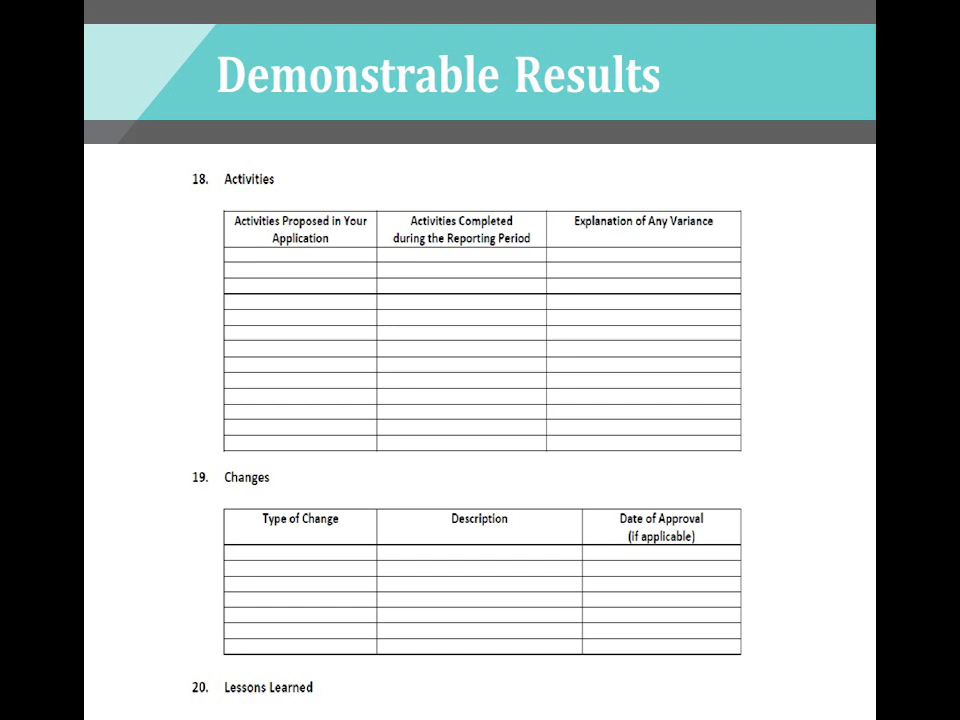 Demonstrable Results
18. Activities
Activities Proposed in Your Application
Activities Completed during the Reporting Period
Explanation of Any Variance
19. Changes
Type of Change
Description
Date of Approval (if applicable)
20. Lessons Learned